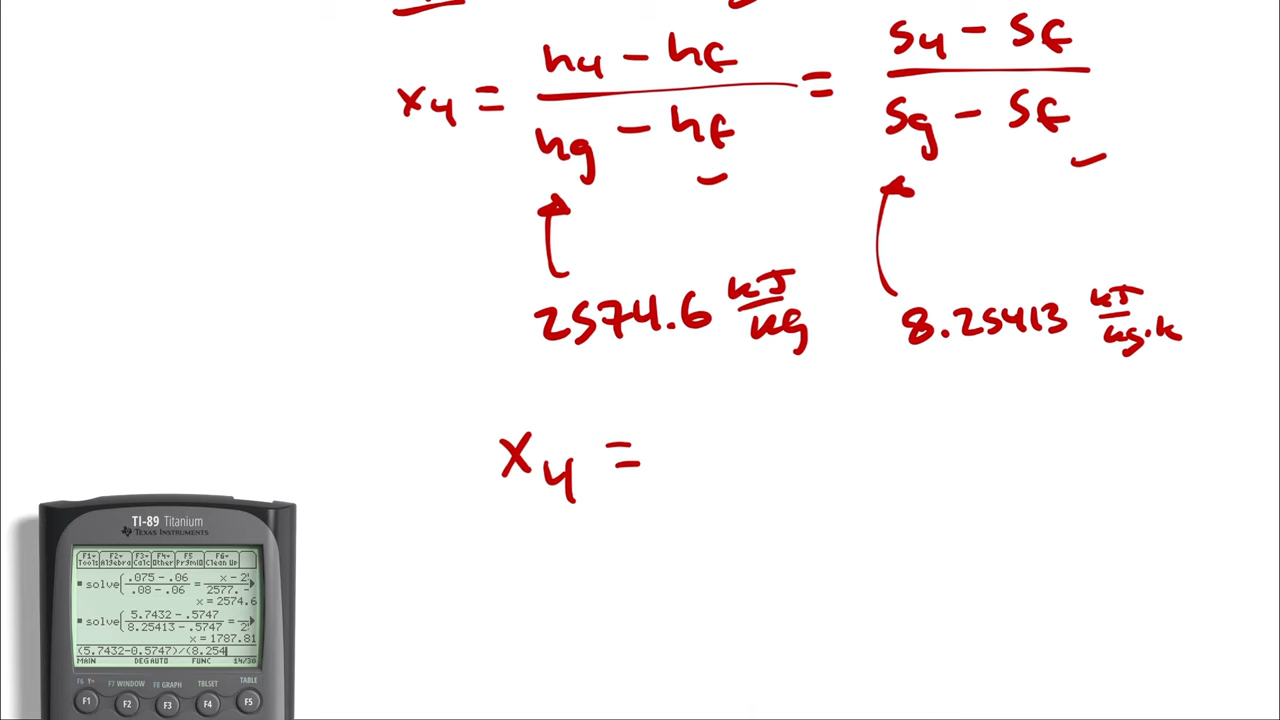 x₄ = (h₄ - hf) / (hg - hf) = (s₄ - sf) / (sg - sf)
2574.6 kJ/kg
8.25413 kJ/kg·K
x₄ =
TI-89 Titanium
TEXAS INSTRUMENTS
F1 Tools F2 Algebra F3 Calc F4 Other F5 PrgmIO F6 Clean Up
solve(.075 - .06 / .08 - .06 = x - 2 / 2577. -
x = 2574.6
solve(5.7432 - .5747 / 8.25413 - .5747 = 
x = 1787.81
(5.7432-0.5747)/(8.254
MAIN DEG AUTO FUNC 14/30
F6 Y= F7 WINDOW F8 GRAPH TBLSET TABLE
F1 F2 F3 F4 F5